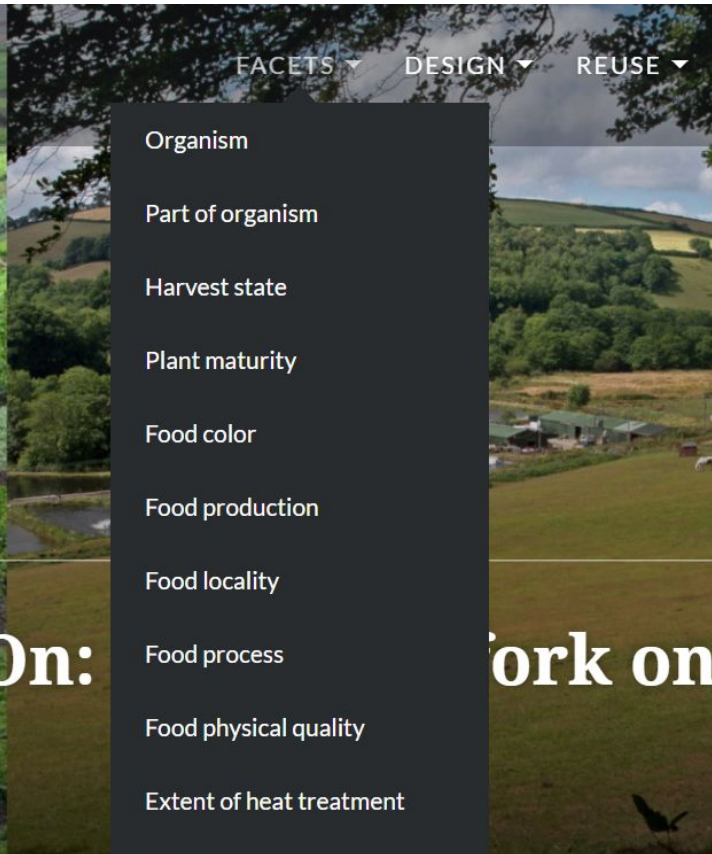 FACETS DESIGN REUSE
Organism
Part of organism
Harvest state
Plant maturity
Food color
Food production
Food locality
Food process
On: ork on
Food physical quality
Extent of heat treatment